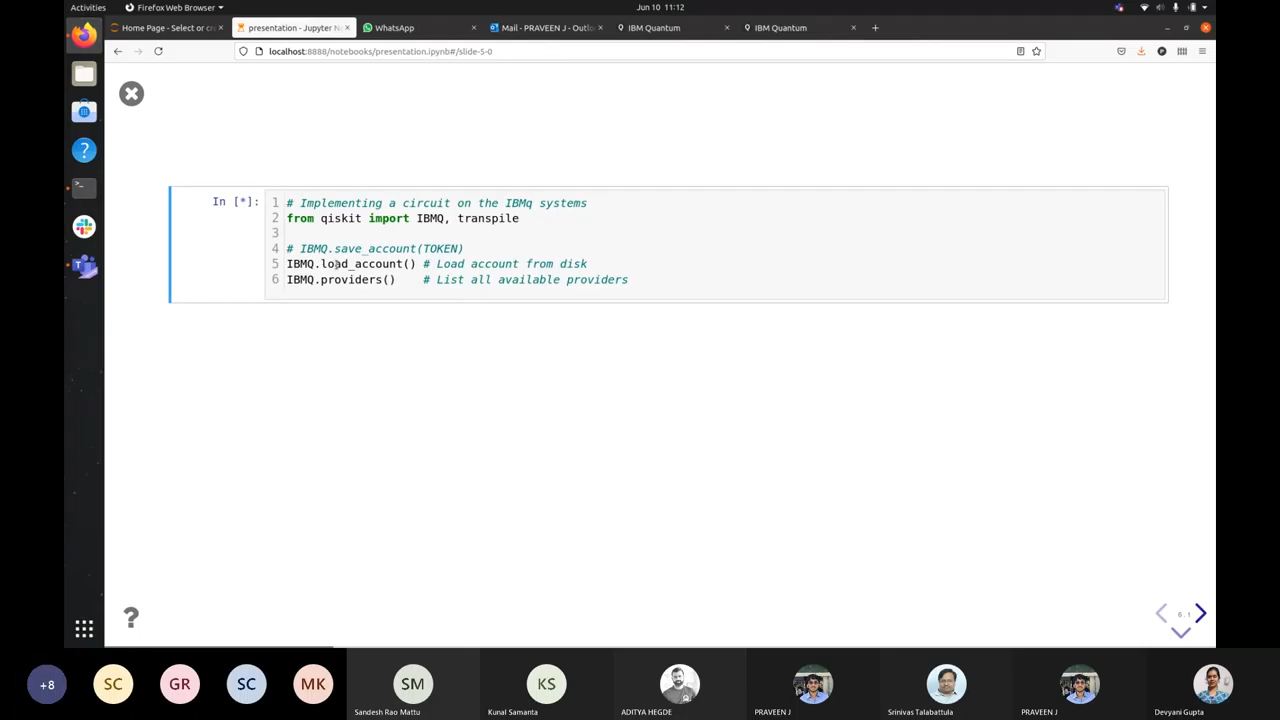 Activities
Firefox Web Browser
Jun 10 11:12
Home Page - Select or cr
presentation - Jupyter N
WhatsApp
Mail - PRAVEEN J - Outlo
IBM Quantum
IBM Quantum
localhost:8888/notebooks/presentation.ipynb#/slide-5-0
In [*]:
1 # Implementing a circuit on the IBMq systems
2 from qiskit import IBMQ, transpile
3
4 # IBMQ.save_account(TOKEN)
5 IBMQ.load_account() # Load account from disk
6 IBMQ.providers() # List all available providers
?
6.1
+8
SC
GR
SC
MK
SM
KS
Sandesh Rao Mattu
Kunal Samanta
ADITYA HEGDE
PRAVEEN J
Srinivas Talabattula
PRAVEEN J
Devyani Gupta